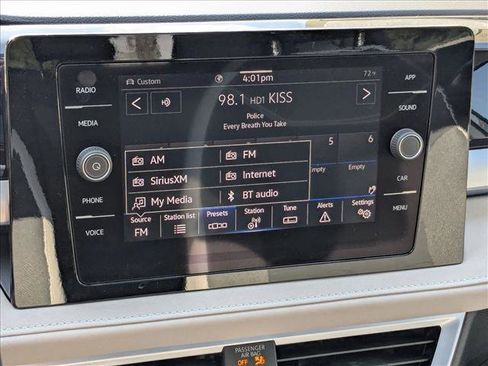 Custom 4:01pm 72°F
RADIO
APP
98.1 HD1 KISS
MEDIA
SOUND
Police
Every Breath You Take
5 6
AM FM
Empty
SiriusXM Internet
PHONE
CAR
My Media BT audio
Source Station list Presets Station Tune Alerts Settings
FM
VOICE
MENU
PASSENGER
AIR BAG
OFF